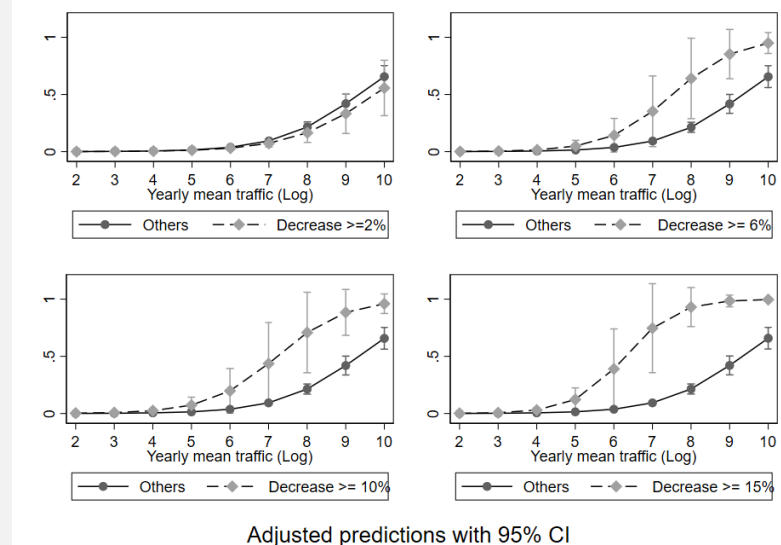 1
.5
0
2 3 4 5 6 7 8 9 10
Yearly mean traffic (Log)
Others Decrease >=2%
1
.5
0
2 3 4 5 6 7 8 9 10
Yearly mean traffic (Log)
Others Decrease >= 6%
1
.5
0
2 3 4 5 6 7 8 9 10
Yearly mean traffic (Log)
Others Decrease >= 10%
1
.5
0
2 3 4 5 6 7 8 9 10
Yearly mean traffic (Log)
Others Decrease >= 15%
Adjusted predictions with 95% CI